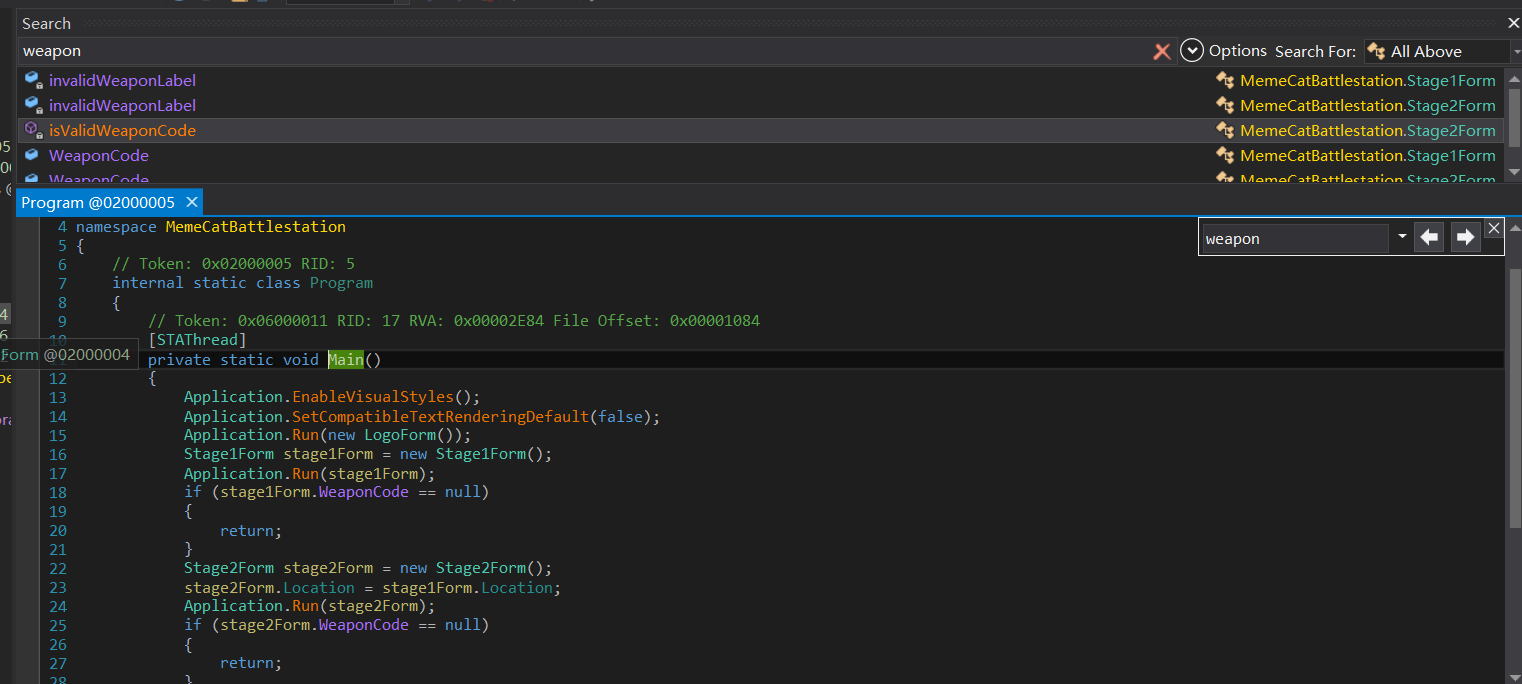 Search
weapon
Options Search For: All Above
invalidWeaponLabel MemeCatBattlestation.Stage1Form
invalidWeaponLabel MemeCatBattlestation.Stage2Form
isValidWeaponCode MemeCatBattlestation.Stage2Form
WeaponCode MemeCatBattlestation.Stage1Form
WeaponCode MemeCatBattlestation.Stage2Form
Program @02000005
weapon
4 namespace MemeCatBattlestation
5 {
6 // Token: 0x02000005 RID: 5
7 internal static class Program
8 {
9 // Token: 0x06000011 RID: 17 RVA: 0x00002E84 File Offset: 0x00001084
10 [STAThread]
Form @02000004
private static void Main()
12 {
13 Application.EnableVisualStyles();
14 Application.SetCompatibleTextRenderingDefault(false);
15 Application.Run(new LogoForm());
16 Stage1Form stage1Form = new Stage1Form();
17 Application.Run(stage1Form);
18 if (stage1Form.WeaponCode == null)
19 {
20 return;
21 }
22 Stage2Form stage2Form = new Stage2Form();
23 stage2Form.Location = stage1Form.Location;
24 Application.Run(stage2Form);
25 if (stage2Form.WeaponCode == null)
26 {
27 return;
28 }